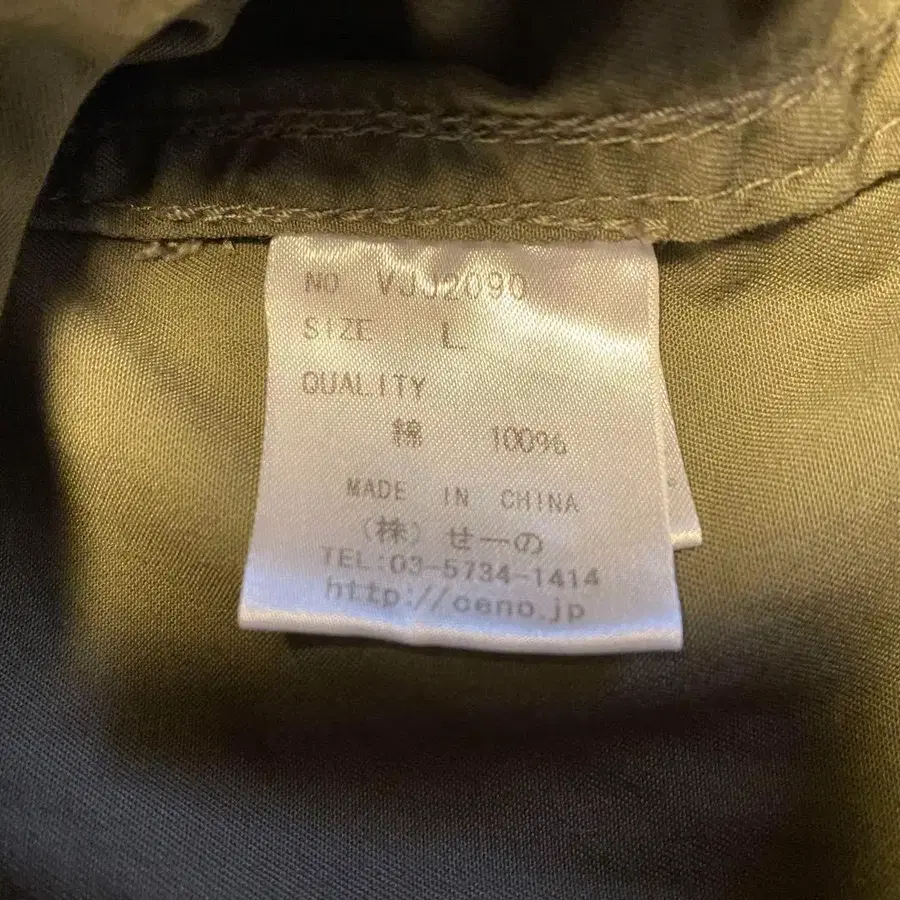 NO VJJ2090
SIZE L
QUALITY
綿 100%
MADE IN CHINA
(株)せーの
TEL:03-5734-1414
http://ceno.jp